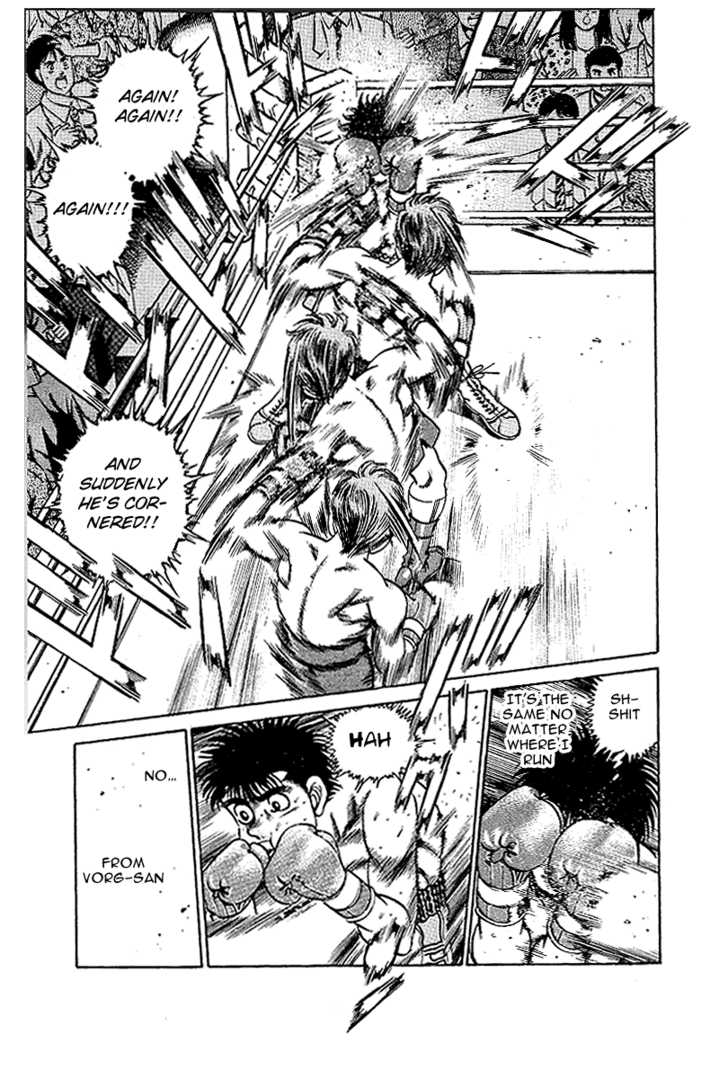 AGAIN!
AGAIN!!
AGAIN!!!
AND
SUDDENLY
HE'S COR-
NERED!!
SH-
SHIT
IT'S THE
SAME NO
MATTER
WHERE I
RUN
HAH
NO...
FROM
VORG-SAN